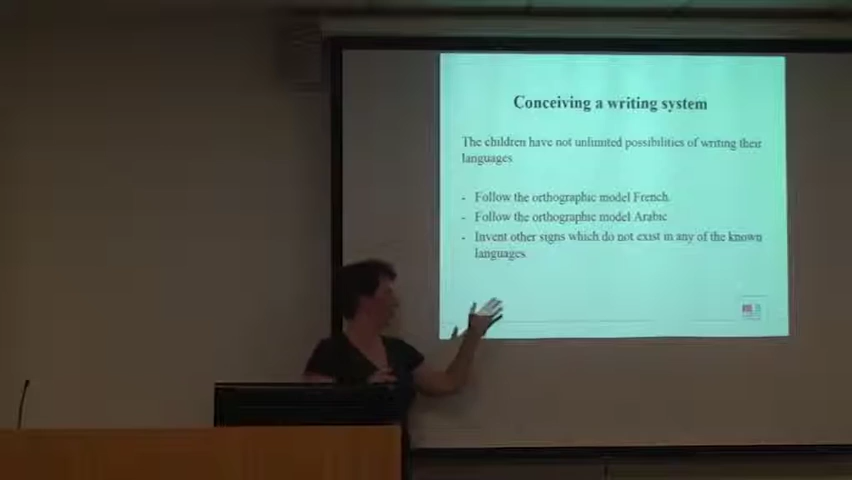 Conceiving a writing system
The children have not unlimited possibilities of writing their
languages
- Follow the orthographic model French.
- Follow the orthographic model Arabic
- Invent other signs which do not exist in any of the known
languages.